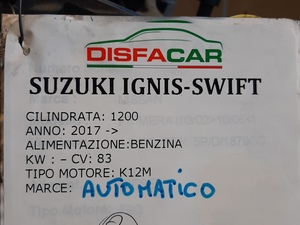 DISFACAR
SUZUKI IGNIS-SWIFT
CILINDRATA: 1200
ANNO: 2017 ->
ALIMENTAZIONE:BENZINA
KW : – CV: 83
TIPO MOTORE: K12M
MARCE: AUTOMATICO